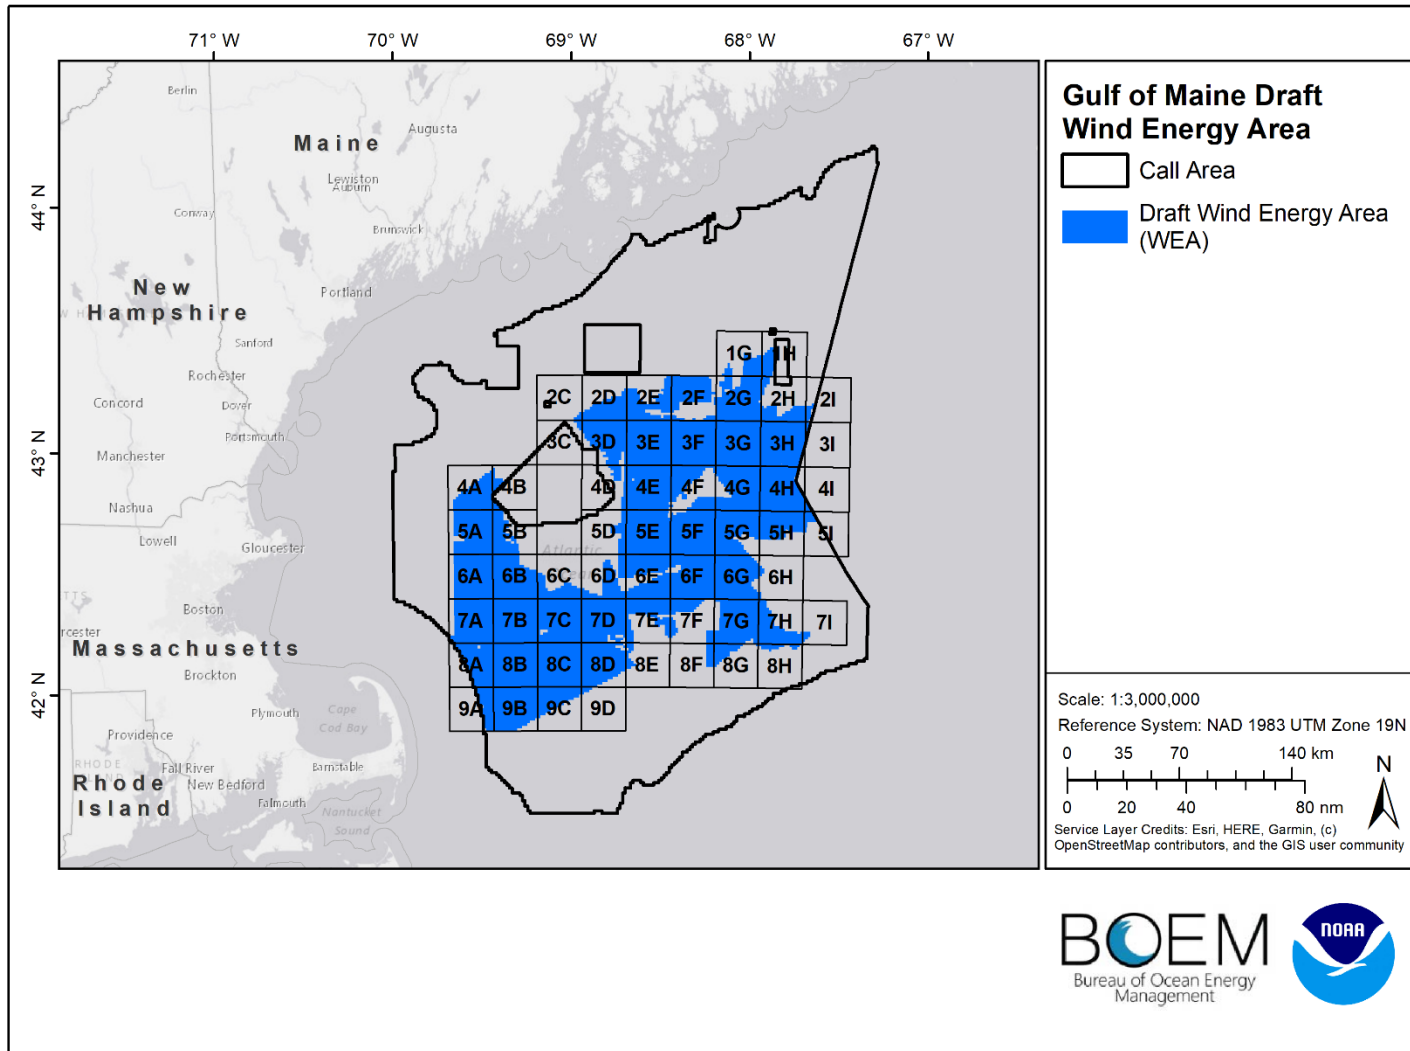 71° W
70° W
69° W
68° W
67° W
44° N
43° N
42° N
Berlin
Augusta
Maine
Lewiston
Auburn
Conway
Brunswick
New
Hampshire
Portland
Sanford
Rochester
Concord
Dover
Portsmouth
Manchester
Nashua
Lowell
Gloucester
Boston
Massachusetts
Brockton
Plymouth
Cape
Cod Bay
Providence
RHODE
Fall River
New Bedford
Barnstable
Rhode
Island
Falmouth
Nantucket
Sound
Atlantic
1G 1H
2C 2D 2E 2F 2G 2H 2I
3C 3D 3E 3F 3G 3H 3I
4A 4B 4D 4E 4F 4G 4H 4I
5A 5B 5D 5E 5F 5G 5H 5I
6A 6B 6C 6D 6E 6F 6G 6H
7A 7B 7C 7D 7E 7F 7G 7H 7I
8A 8B 8C 8D 8E 8F 8G 8H
9A 9B 9C 9D
Gulf of Maine Draft
Wind Energy Area
Call Area
Draft Wind Energy Area
(WEA)
Scale: 1:3,000,000
Reference System: NAD 1983 UTM Zone 19N
0 35 70 140 km
0 20 40 80 nm
N
Service Layer Credits: Esri, HERE, Garmin, (c)
OpenStreetMap contributors, and the GIS user community
BOEM
Bureau of Ocean Energy
Management
NOAA